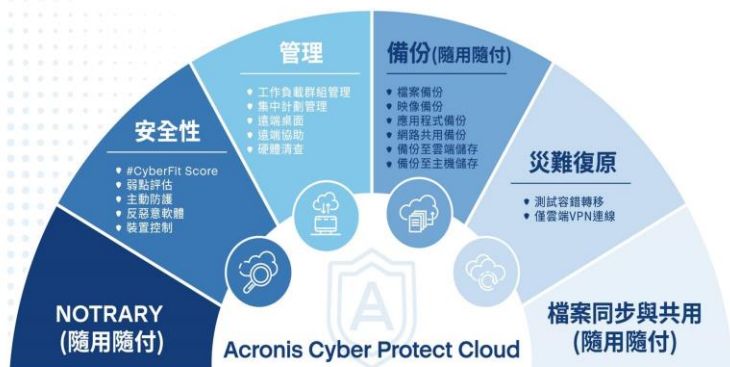 NOTRARY
(隨用隨付)
安全性
#CyberFit Score
弱點評估
主動防護
反惡意軟體
裝置控制
管理
工作負載群組管理
集中計劃管理
遠端桌面
遠端協助
硬體清查
備份(隨用隨付)
檔案備份
映像備份
應用程式備份
網路共用備份
備份至雲端儲存
備份至主機儲存
災難復原
測試容錯轉移
僅雲端VPN連線
檔案同步與共用
(隨用隨付)
A
Acronis Cyber Protect Cloud